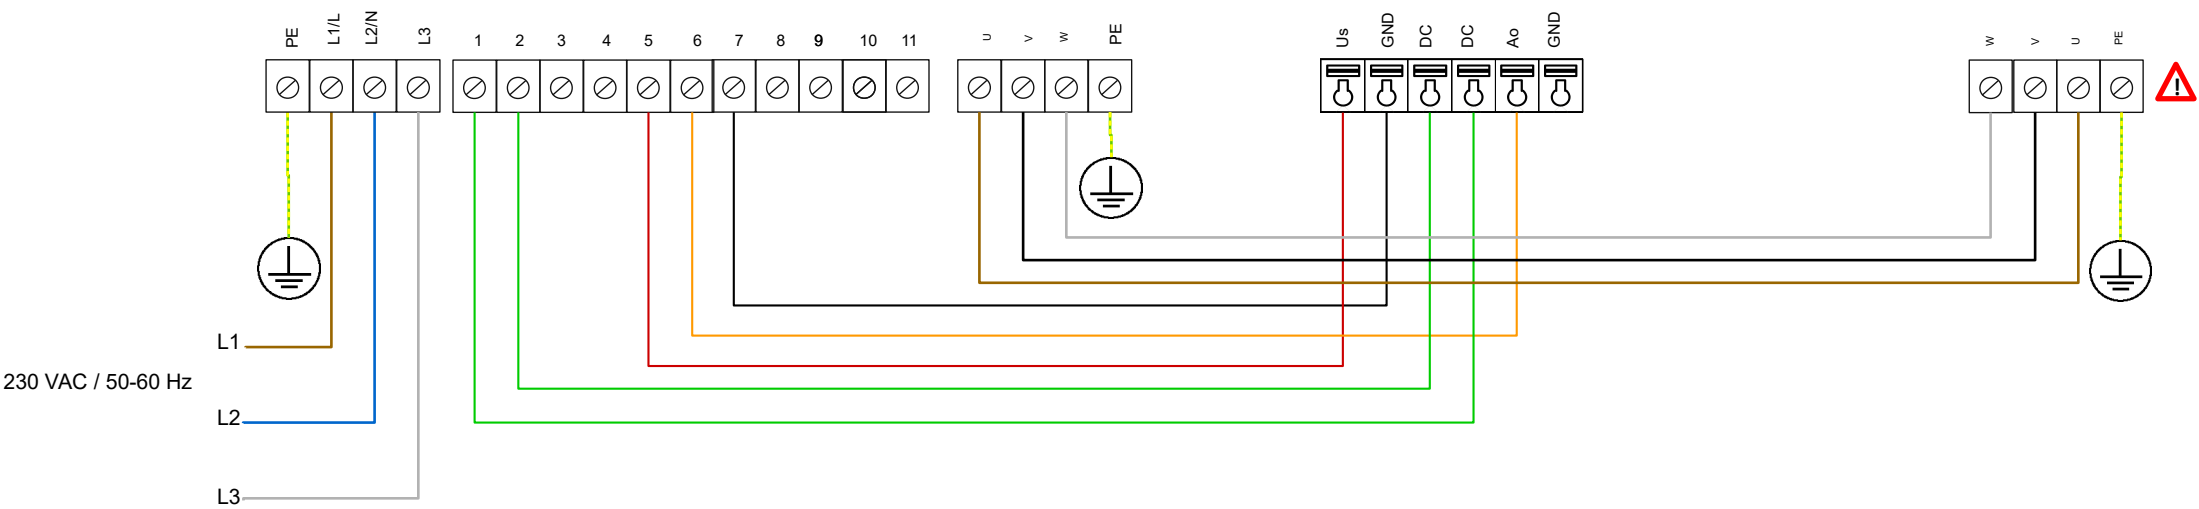 PE L1/L L2/N L3 1 2 3 4 5 6 7 8 9 10 11 U V W PE Us GND DC DC Ao GND W V U PE
!
L1
230 VAC / 50-60 Hz
L2
L3